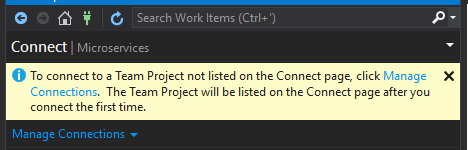 Search Work Items (Ctrl+')
Connect | Microservices
To connect to a Team Project not listed on the Connect page, click Manage
Connections. The Team Project will be listed on the Connect page after you
connect the first time.
Manage Connections